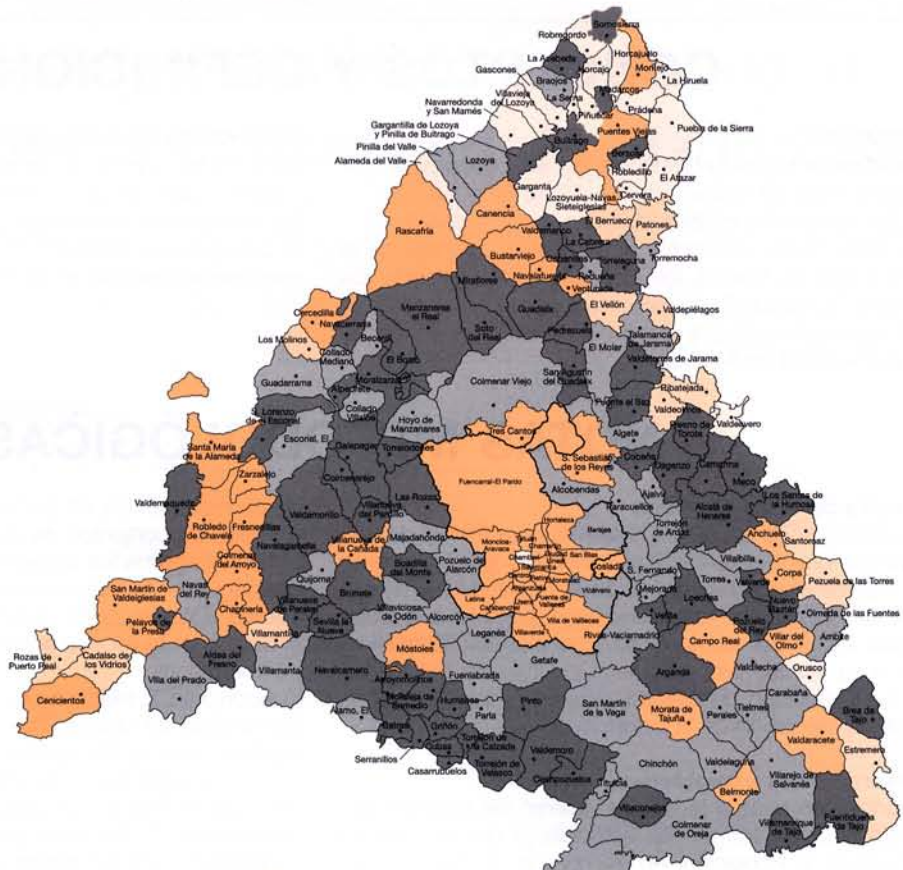 Somosierra
Robregordo
Horcajuelo
La Acebeda
Horcajo
Montejo
Gascones
Braojos
Madarcos
La Hiruela
Villavieja
del Lozoya
La Serna
Prádena
Navarredonda
y San Mamés
Piñuécar
Puentes Viejas
Puebla de la Sierra
Gargantilla de Lozoya
y Pinilla de Buitrago
Buitrago
Berzosa
Pinilla del Valle
Lozoya
Robledillo
Alameda del Valle
El Atazar
Garganta
Cervera
Lozoyuela-Navas-
Sieteiglesias
Canencia
El Berrueco
Patones
Rascafría
Valdemanco
La Cabrera
Bustarviejo
Cabanillas
Torrelaguna
Torremocha
Navalafuente
Redueña
Miraflores
Venturada
Cercedilla
Manzanares
el Real
Guadalix
El Vellón
Valdepiélagos
Navacerrada
Becerril
Soto
del Real
Pedrezuela
Talamanca
de Jarama
Los Molinos
Collado-
Mediano
El Boalo
El Molar
Guadarrama
Moralzarzal
San Agustín
del Guadalix
Valdetorres de Jarama
Alpedrete
Colmenar Viejo
Ribatejada
Collado
Villalba
Hoyo de
Manzanares
Fuente el Saz
Valdeolmos
Valdeavero
S. Lorenzo
de el Escorial
Fresno de
Torote
Escorial, El
Galapagar
Torrelodones
Tres Cantos
Algete
Santa María
de la Alameda
S. Sebastián
de los Reyes
Cobeña
Daganzo
Camarma
Meco
Zarzalejo
Colmenarejo
Fuencarral-El Pardo
Alcobendas
Ajalvir
Valdemaqueda
Valdemorillo
Villanueva
del Pardillo
Las Rozas
Paracuellos
Alcalá de
Henares
Los Santos de
la Humosa
Robledo
de Chavela
Fresnedillas
Hortaleza
Barajas
Torrejón
de Ardoz
Anchuelo
Santorcaz
Navalagamella
Villanueva de
la Cañada
Majadahonda
Moncloa-
Aravaca
Chamberí
Ciudad
Lineal
San Blas
Coslada
Colmenar
del Arroyo
Boadilla
del Monte
Pozuelo de
Alarcón
S. Fernando
Villalbilla
Corpa
Pezuela de las Torres
San Martín de
Valdeiglesias
Navas
del Rey
Quijorna
Brunete
Latina
Carabanchel
Usera
Puente de
Vallecas
Moratalaz
Vicálvaro
Mejorada
Loeches
Torres
Valverde
Nuevo
Baztán
Olmeda de las Fuentes
Chapinería
Villanueva
de Perales
Sevilla la
Nueva
Villaviciosa
de Odón
Alcorcón
Villaverde
Villa de Vallecas
Velilla
Pozuelo
del Rey
Pelayos de
la Presa
Leganés
Rivas-Vaciamadrid
Campo Real
Villar del
Olmo
Ambite
Rozas de
Puerto Real
Cadalso de
los Vidrios
Aldea del
Fresno
Villamantilla
Móstoles
Getafe
Arganda
Valdilecha
Orusco
Villa del Prado
Villamanta
Navalcarnero
Arroyomolinos
Fuenlabrada
Cenicientos
Moraleja de
Enmedio
Humanes
Pinto
San Martín
de la Vega
Morata de
Tajuña
Tielmes
Carabaña
Brea de
Tajo
Alamo, El
Parla
Perales
Batres
Griñón
Torrejón de
la Calzada
Valdaracete
Estremera
Serranillos
Cubas
Torrejón de
Velasco
Valdemoro
Chinchón
Valdelaguna
Villarejo de
Salvanés
Casarrubuelos
Ciempozuelos
Titulcia
Belmonte
Villaconejos
Colmenar
de Oreja
Villamanrique
de Tajo
Fuentidueña
de Tajo